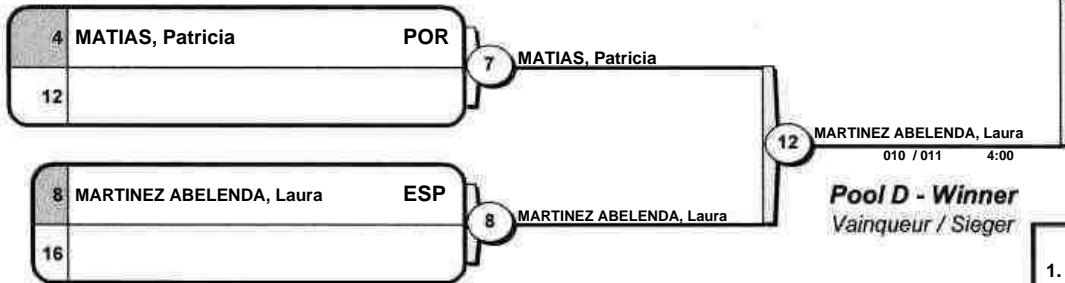 4 MATIAS, Patricia POR
7 MATIAS, Patricia
12
12 MARTINEZ ABELENDA, Laura
010 / 011 4:00
8 MARTINEZ ABELENDA, Laura ESP
Pool D - Winner
8 MARTINEZ ABELENDA, Laura
Vainqueur / Sieger
16
1.